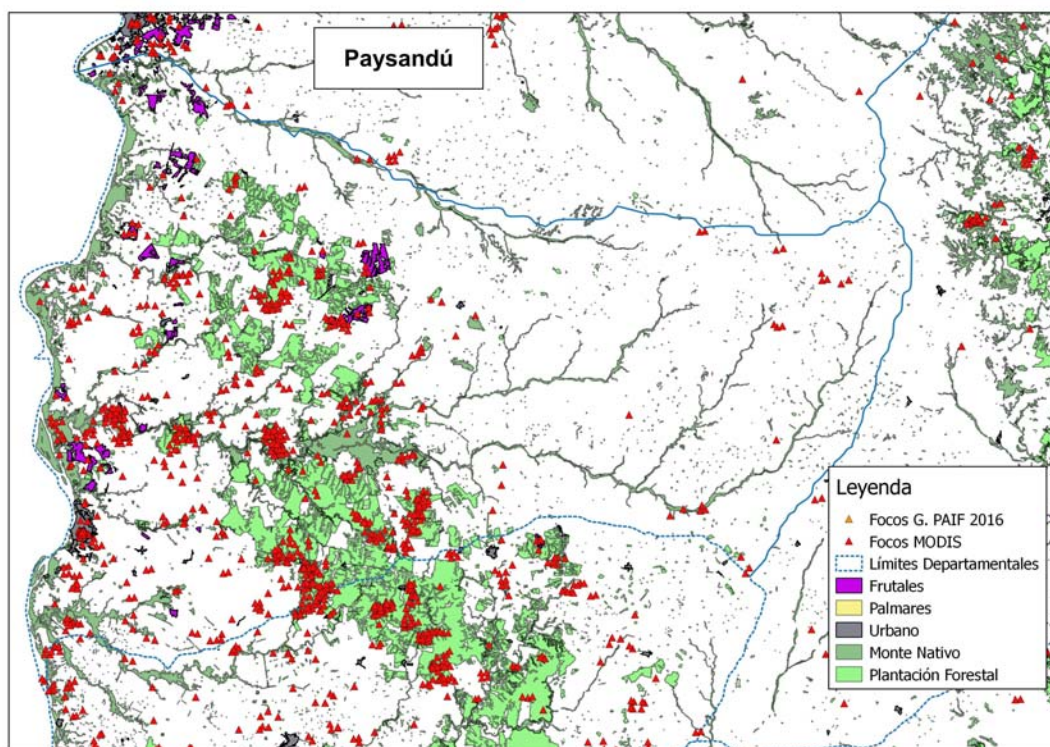 Paysandú
Leyenda
Focos G. PAIF 2016
Focos MODIS
Límites Departamentales
Frutales
Palmares
Urbano
Monte Nativo
Plantación Forestal